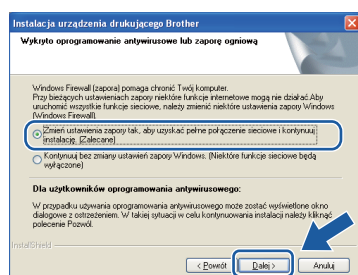 Instalacja urządzenia drukującego Brother
Wykryto oprogramowanie antywirusowe lub zaporę ogniową
Windows Firewall (zapora) pomaga chronić Twój komputer.
Przy bieżących ustawieniach zapory niektóre funkcje internetowe mogą nie działać.Aby
uruchomić wszystkie funkcje sieciowe, należy zmienić niektóre ustawienia zapory Windows
(Windows Firewall).
Zmień ustawienia zapory tak, aby uzyskać pełne połączenie sieciowe i kontynuuj
instalację. (Zalecane)
Kontynuuj bez zmiany ustawień zapory Windows. (Niektóre funkcje sieciowe będą
wyłączone)
Dla użytkowników oprogramowania antywirusowego:
W przypadku używania oprogramowania antywirusowego może zostać wyświetlone okno
dialogowe z ostrzeżeniem. W takiej sytuacji w celu kontynuowania instalacji należy kliknąć
polecenie Pozwól.
InstallShield
< Powrót Dalej > Anuluj